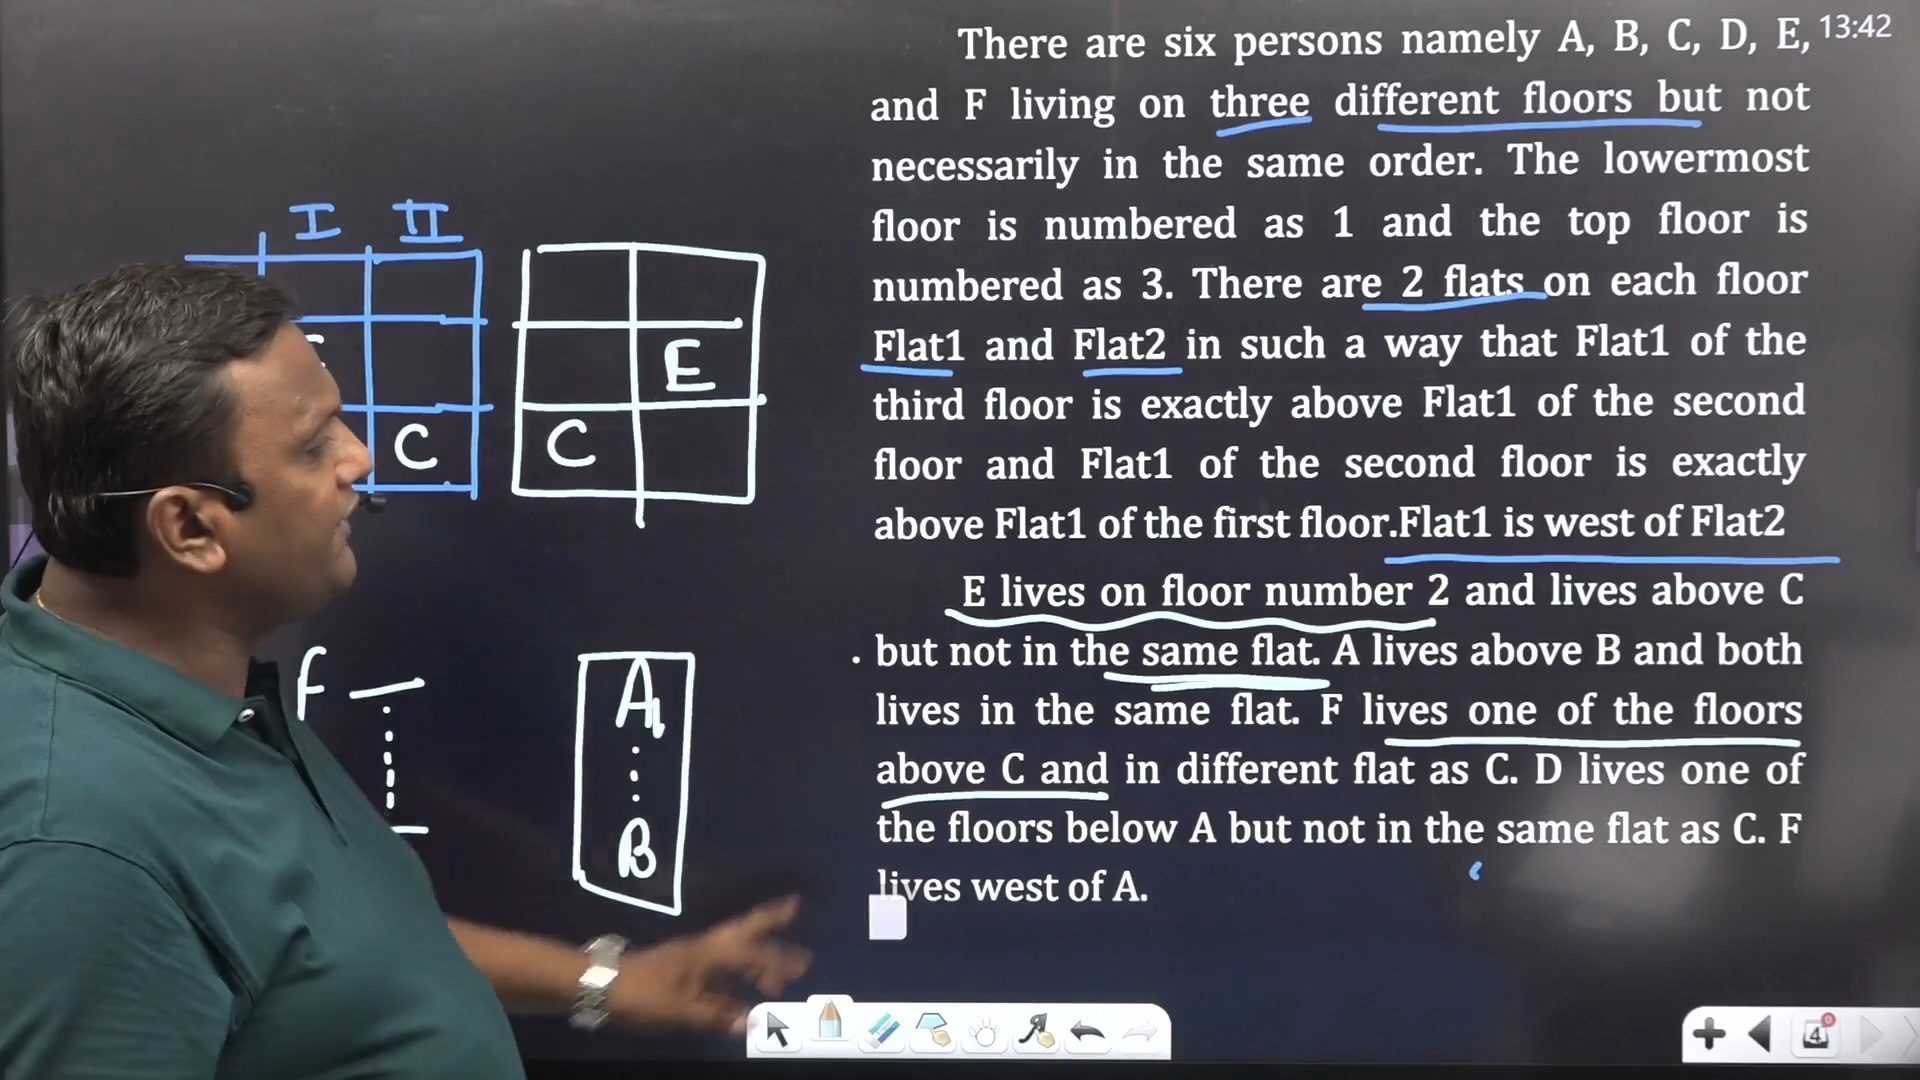 There are six persons namely A, B, C, D, E, 13:42
and F living on three different floors but not
necessarily in the same order. The lowermost
floor is numbered as 1 and the top floor is
numbered as 3. There are 2 flats on each floor
Flat1 and Flat2 in such a way that Flat1 of the
third floor is exactly above Flat1 of the second
floor and Flat1 of the second floor is exactly
above Flat1 of the first floor.Flat1 is west of Flat2
E lives on floor number 2 and lives above C
but not in the same flat. A lives above B and both
lives in the same flat. F lives one of the floors
above C and in different flat as C. D lives one of
the floors below A but not in the same flat as C. F
lives west of A.
I II
C
E
C
F
A
B
4
0